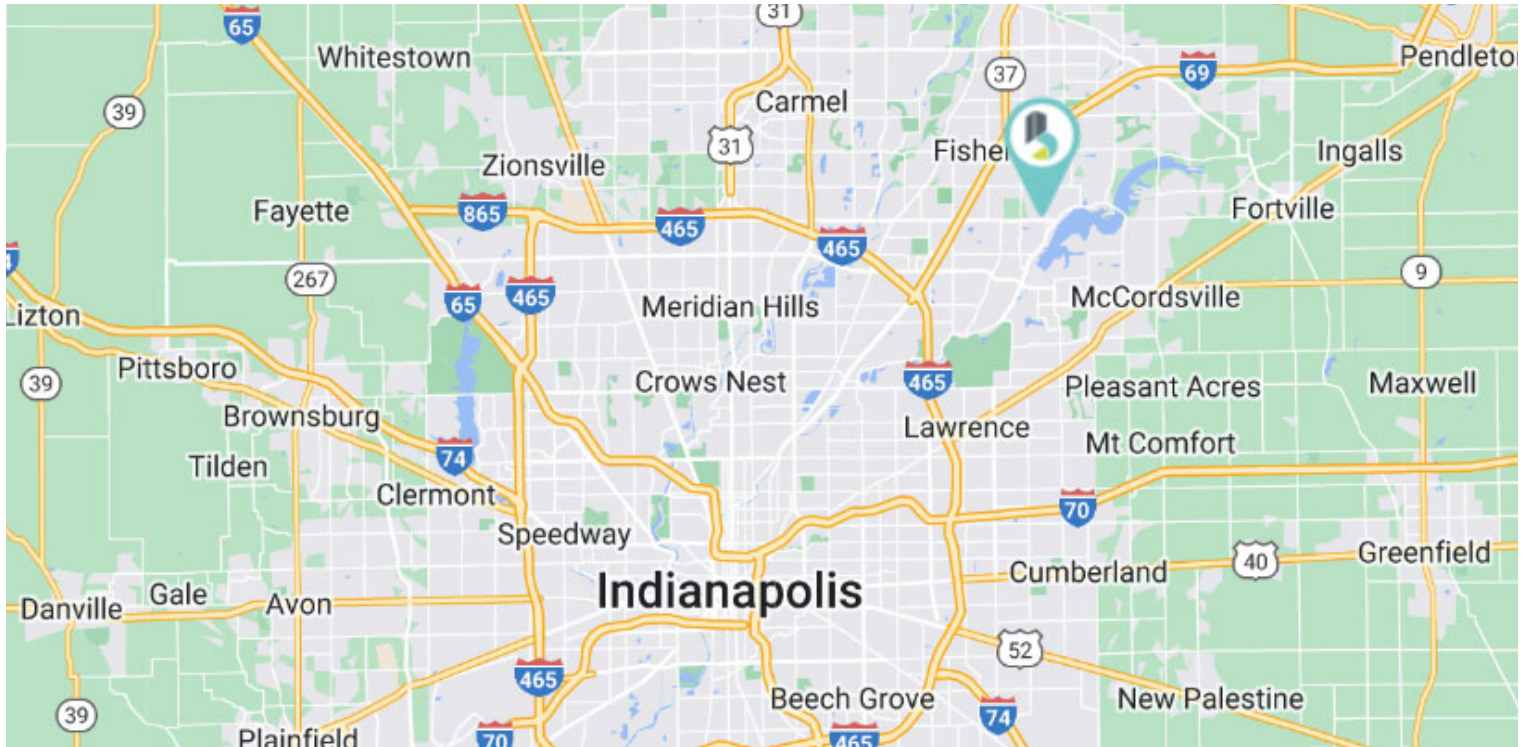 31
65
Whitestown
Pendleton
37
69
39
Carmel
31
Fisher
Ingalls
Zionsville
Fayette
865
465
Fortville
465
267
9
65
465
Meridian Hills
McCordsville
Lizton
Pittsboro
39
Crows Nest
465
Pleasant Acres
Maxwell
Brownsburg
Lawrence
Mt Comfort
Tilden
74
Clermont
70
Speedway
Indianapolis
Cumberland
40
Greenfield
Danville
Gale
Avon
52
465
Beech Grove
New Palestine
39
Plainfield
70
465
74